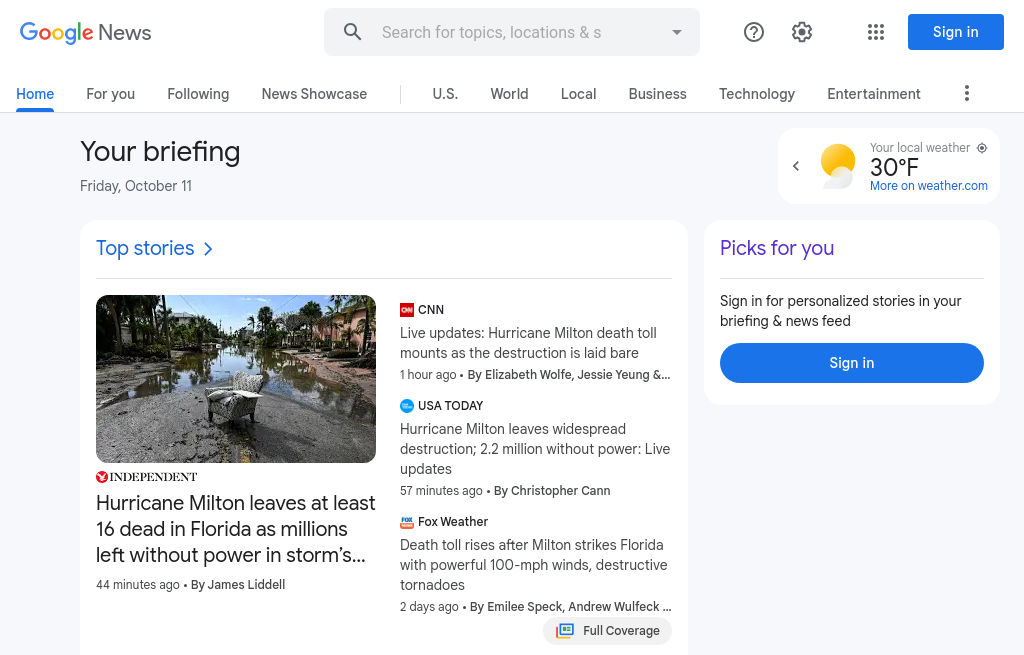 Google News
Search for topics, locations & s
Sign in
Home
For you
Following
News Showcase
U.S.
World
Local
Business
Technology
Entertainment
Your briefing
Friday, October 11
Your local weather
30°F
More on weather.com
Top stories
INDEPENDENT
Hurricane Milton leaves at least
16 dead in Florida as millions
left without power in storm's...
44 minutes ago • By James Liddell
CNN
Live updates: Hurricane Milton death toll
mounts as the destruction is laid bare
1 hour ago • By Elizabeth Wolfe, Jessie Yeung &...
USA TODAY
Hurricane Milton leaves widespread
destruction; 2.2 million without power: Live
updates
57 minutes ago • By Christopher Cann
Fox Weather
Death toll rises after Milton strikes Florida
with powerful 100-mph winds, destructive
tornadoes
2 days ago • By Emilee Speck, Andrew Wulfeck ...
Full Coverage
Picks for you
Sign in for personalized stories in your
briefing & news feed
Sign in